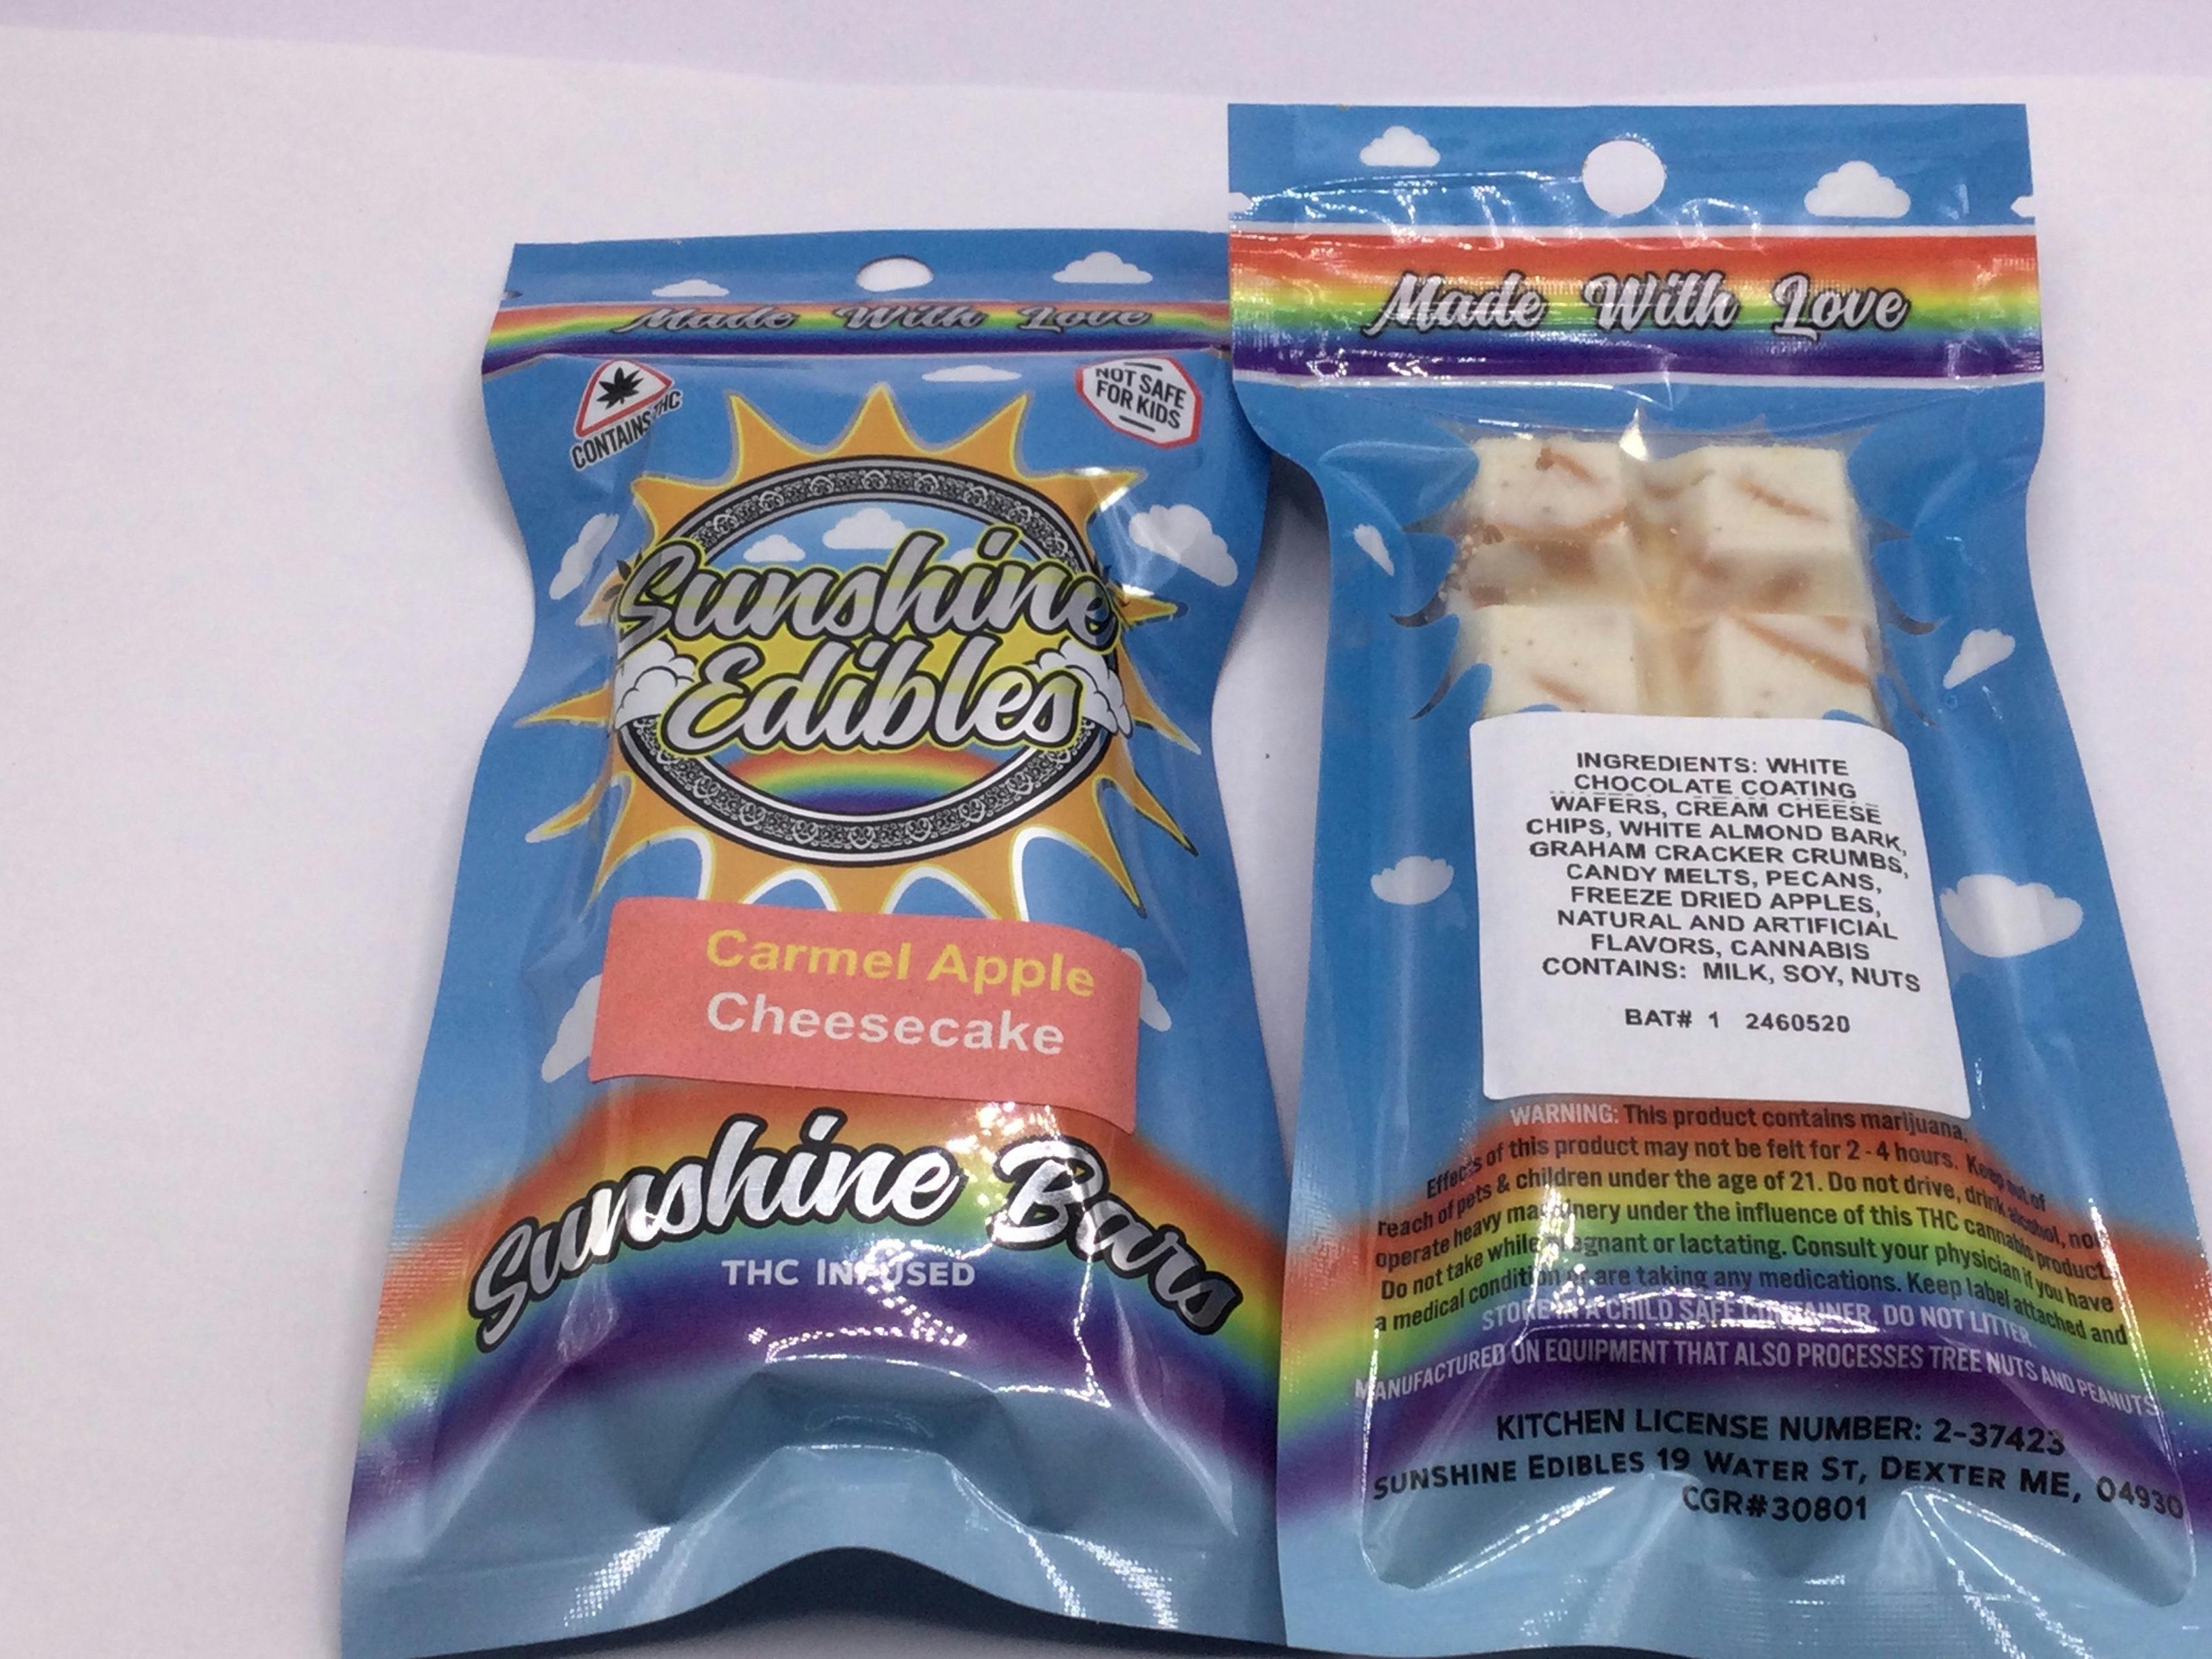 Made With Love
CONTAINS THC
NOT SAFE
FOR KIDS
Sunshine
Edibles
Carmel Apple
Cheesecake
Sunshine Bars
THC INFUSED
Made With Love
INGREDIENTS: WHITE
CHOCOLATE COATING
WAFERS, CREAM CHEESE
CHIPS, WHITE ALMOND BARK,
GRAHAM CRACKER CRUMBS,
CANDY MELTS, PECANS,
FREEZE DRIED APPLES,
NATURAL AND ARTIFICIAL
FLAVORS, CANNABIS
CONTAINS: MILK, SOY, NUTS
BAT# 1 2460520
WARNING: This product contains marijuana.
Effects of this product may not be felt for 2 - 4 hours. Keep out of
reach of pets & children under the age of 21. Do not drive, drink alcohol, nor
operate heavy machinery under the influence of this THC cannabis product.
Do not take while pregnant or lactating. Consult your physician if you have
a medical condition or are taking any medications. Keep label attached and
STORE IN A CHILD SAFE CONTAINER. DO NOT LITTER.
MANUFACTURED ON EQUIPMENT THAT ALSO PROCESSES TREE NUTS AND PEANUTS
KITCHEN LICENSE NUMBER: 2-37423
SUNSHINE EDIBLES 19 WATER ST, DEXTER ME, 04930
CGR#30801